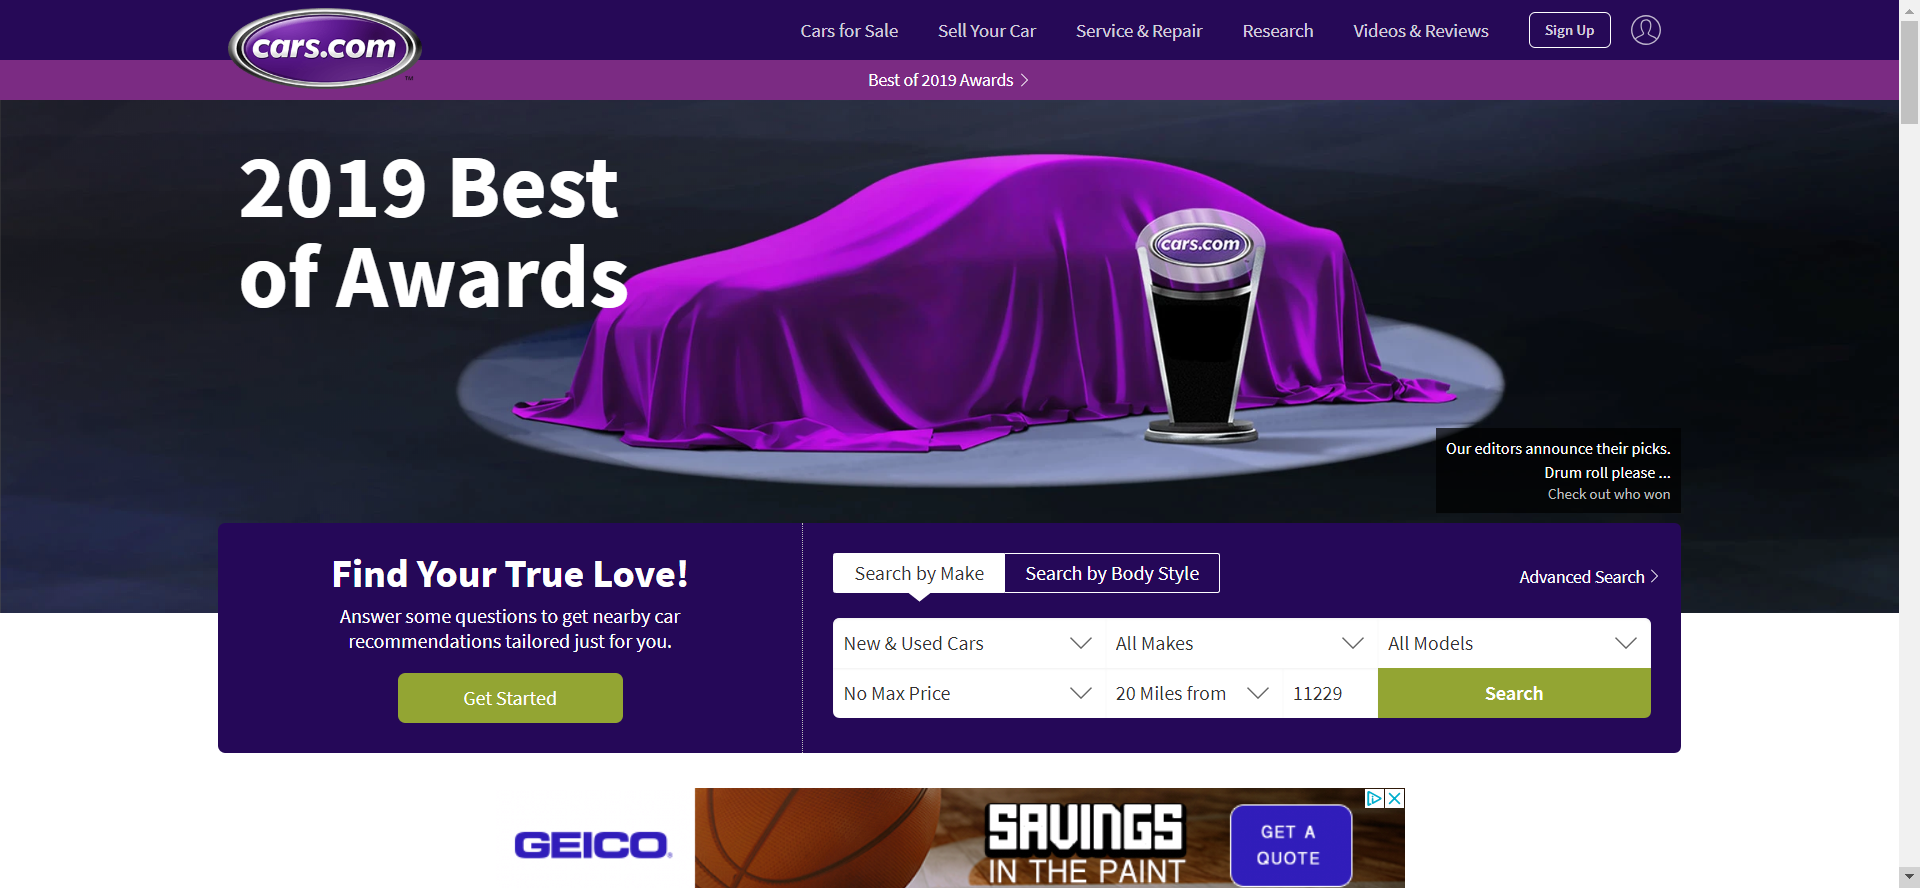 cars.com
™
Cars for Sale
Sell Your Car
Service & Repair
Research
Videos & Reviews
Sign Up
Best of 2019 Awards
2019 Best
of Awards
cars.com
Our editors announce their picks.
Drum roll please ...
Check out who won
Find Your True Love!
Answer some questions to get nearby car
recommendations tailored just for you.
Get Started
Search by Make
Search by Body Style
Advanced Search
New & Used Cars
All Makes
All Models
No Max Price
20 Miles from
11229
Search
GEICO
SAVINGS
IN THE PAINT
GET A
QUOTE